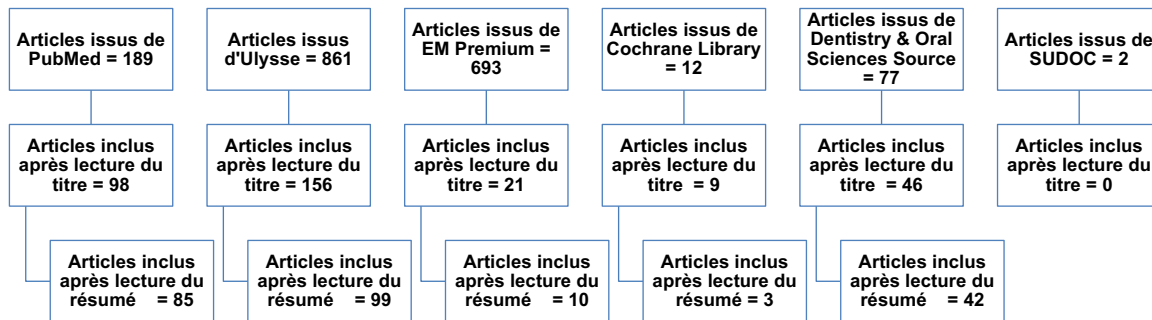 Articles issus de
PubMed = 189
Articles issus
d'Ulysse = 861
Articles issus de
EM Premium =
693
Articles issus de
Cochrane Library
= 12
Articles issus de
Dentistry & Oral
Sciences Source
= 77
Articles issus de
SUDOC = 2
Articles inclus
après lecture du
titre = 98
Articles inclus
après lecture du
titre = 156
Articles inclus
après lecture du
titre = 21
Articles inclus
après lecture du
titre = 9
Articles inclus
après lecture du
titre = 46
Articles inclus
après lecture du
titre = 0
Articles inclus
après lecture du
résumé = 85
Articles inclus
après lecture du
résumé = 99
Articles inclus
après lecture du
résumé = 10
Articles inclus
après lecture du
résumé = 3
Articles inclus
après lecture du
résumé = 42